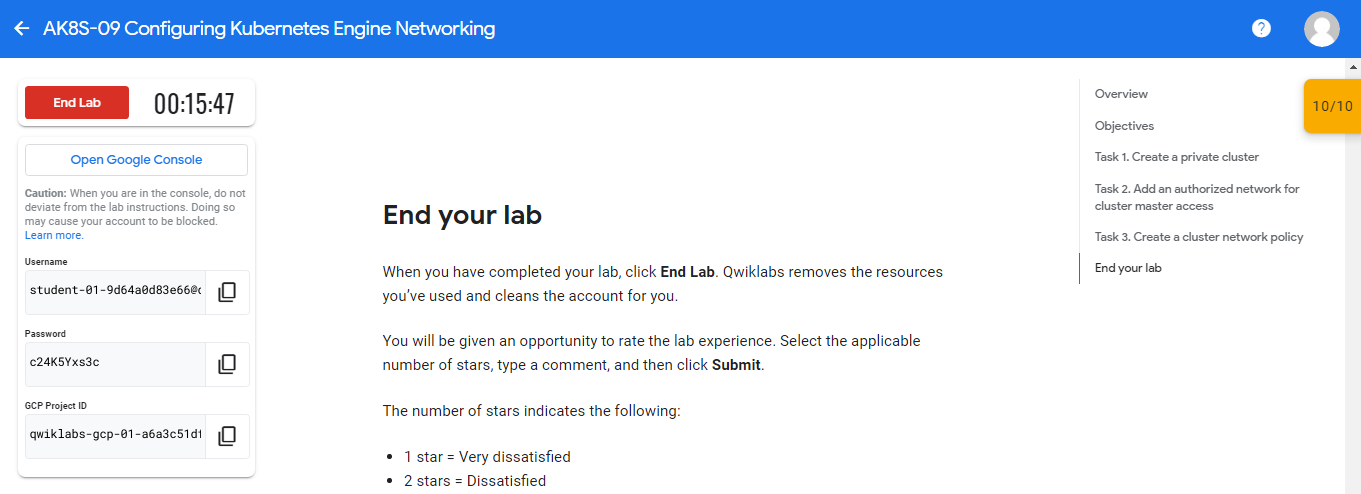 AK8S-09 Configuring Kubernetes Engine Networking
?
End Lab
00:15:47
Open Google Console
Caution: When you are in the console, do not
deviate from the lab instructions. Doing so
may cause your account to be blocked.
Learn more.
Username
student-01-9d64a0d83e66@
Password
c24K5Yxs3c
GCP Project ID
qwiklabs-gcp-01-a6a3c51d
End your lab
When you have completed your lab, click End Lab. Qwiklabs removes the resources
you’ve used and cleans the account for you.
You will be given an opportunity to rate the lab experience. Select the applicable
number of stars, type a comment, and then click Submit.
The number of stars indicates the following:
• 1 star = Very dissatisfied
• 2 stars = Dissatisfied
Overview
Objectives
Task 1. Create a private cluster
Task 2. Add an authorized network for
cluster master access
Task 3. Create a cluster network policy
End your lab
10/10